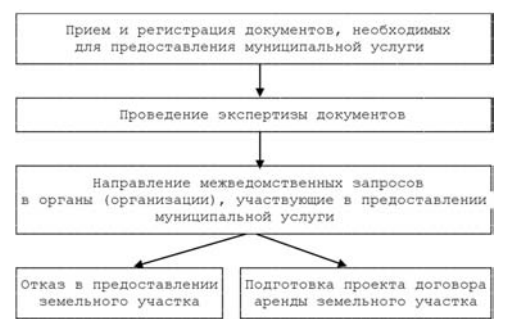 Прием и регистрация документов, необходимых
для предоставления муниципальной услуги
Проведение экспертизы документов
Направление межведомственных запросов
в органы (организации), участвующие в предоставлении
муниципальной услуги
Отказ в предоставлении
земельного участка
Подготовка проекта договора
аренды земельного участка